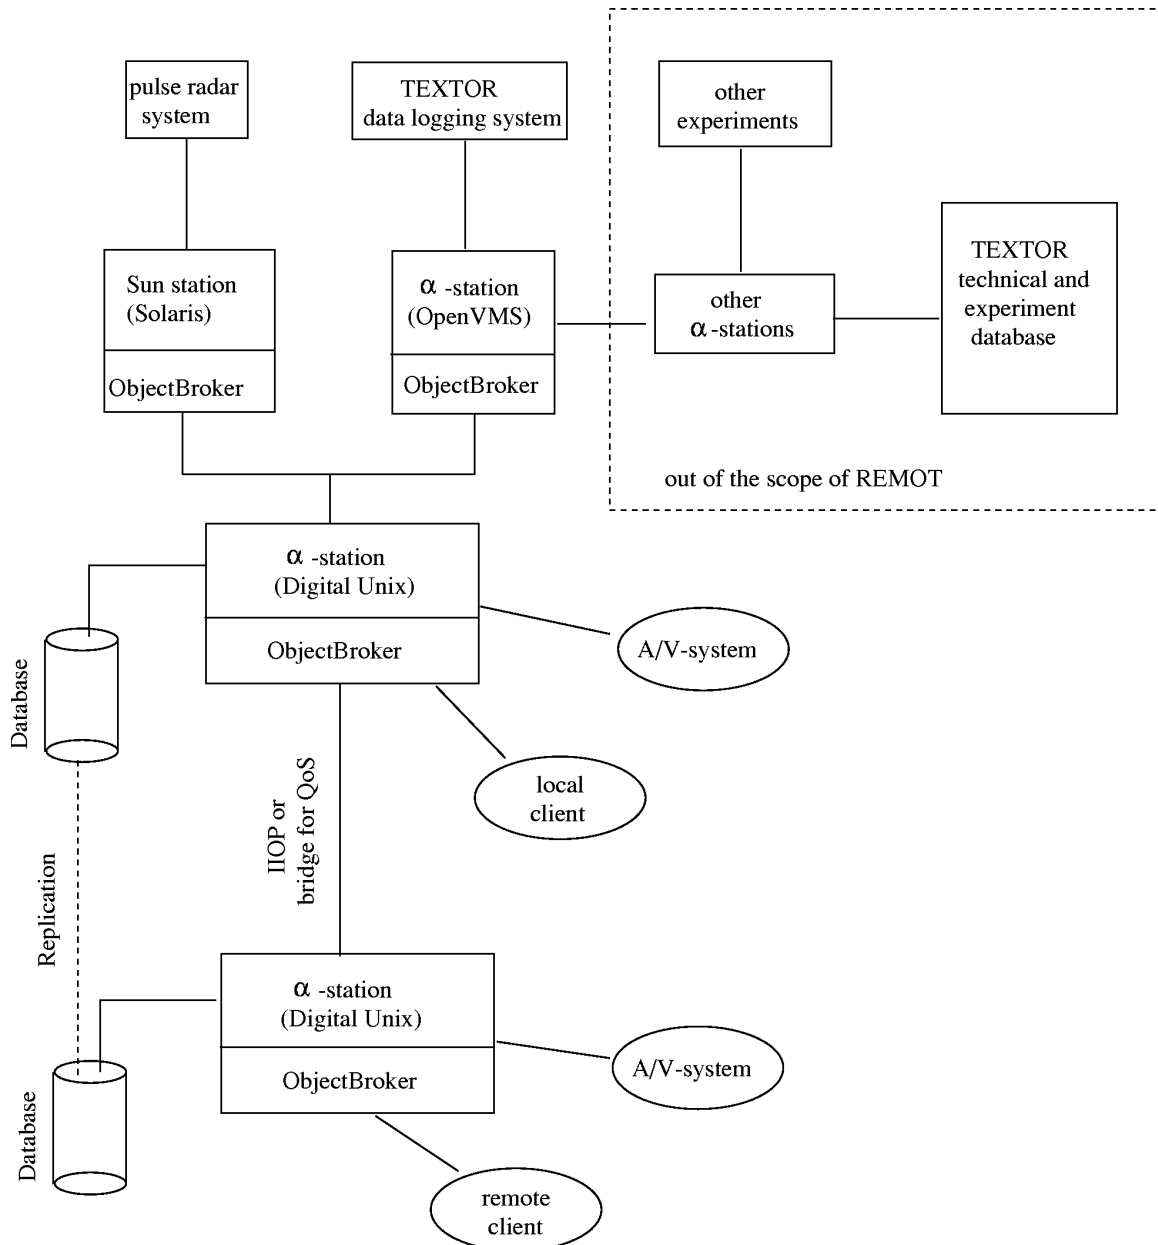 pulse radar
system
TEXTOR
data logging system
other
experiments
Sun station
(Solaris)
ObjectBroker
α -station
(OpenVMS)
ObjectBroker
other
α -stations
TEXTOR
technical and
experiment
database
out of the scope of REMOT
α -station
(Digital Unix)
ObjectBroker
A/V-system
Database
local
client
IIOP or
bridge for QoS
Replication
α -station
(Digital Unix)
ObjectBroker
A/V-system
Database
remote
client